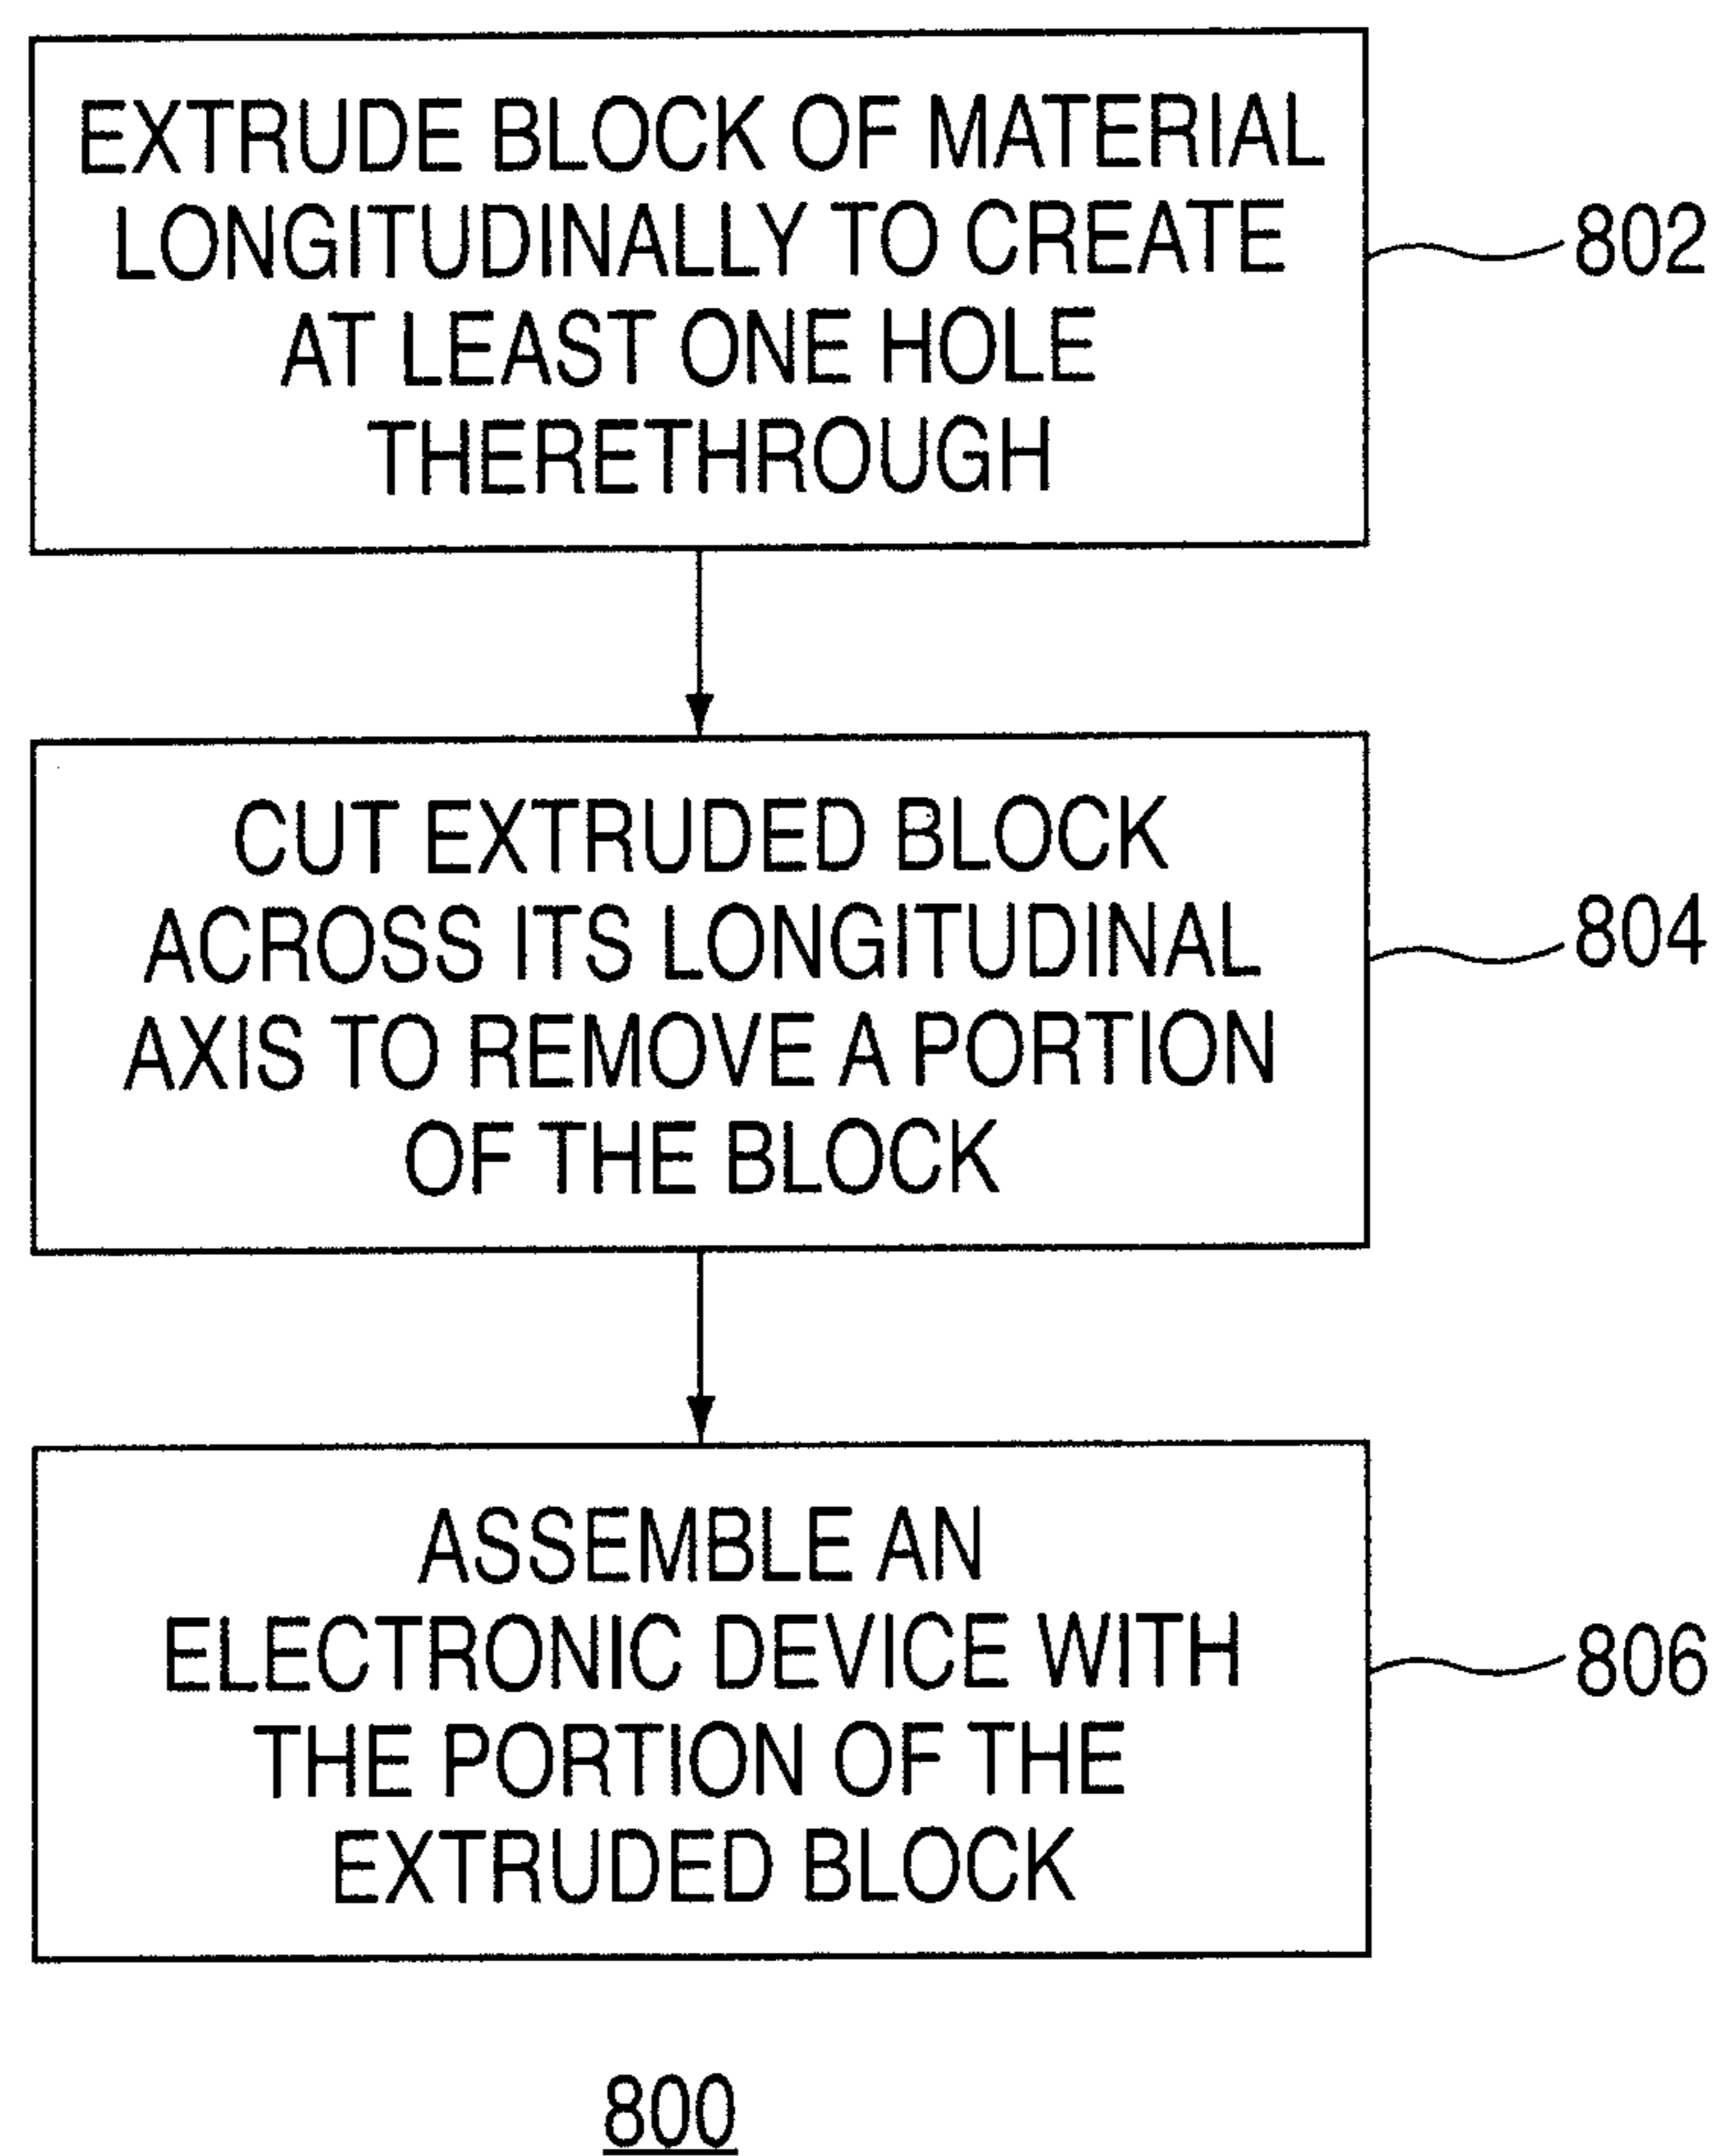 EXTRUDE BLOCK OF MATERIAL
LONGITUDINALLY TO CREATE
AT LEAST ONE HOLE
THERETHROUGH
802
CUT EXTRUDED BLOCK
ACROSS ITS LONGITUDINAL
AXIS TO REMOVE A PORTION
OF THE BLOCK
804
ASSEMBLE AN
ELECTRONIC DEVICE WITH
THE PORTION OF THE
EXTRUDED BLOCK
806
800